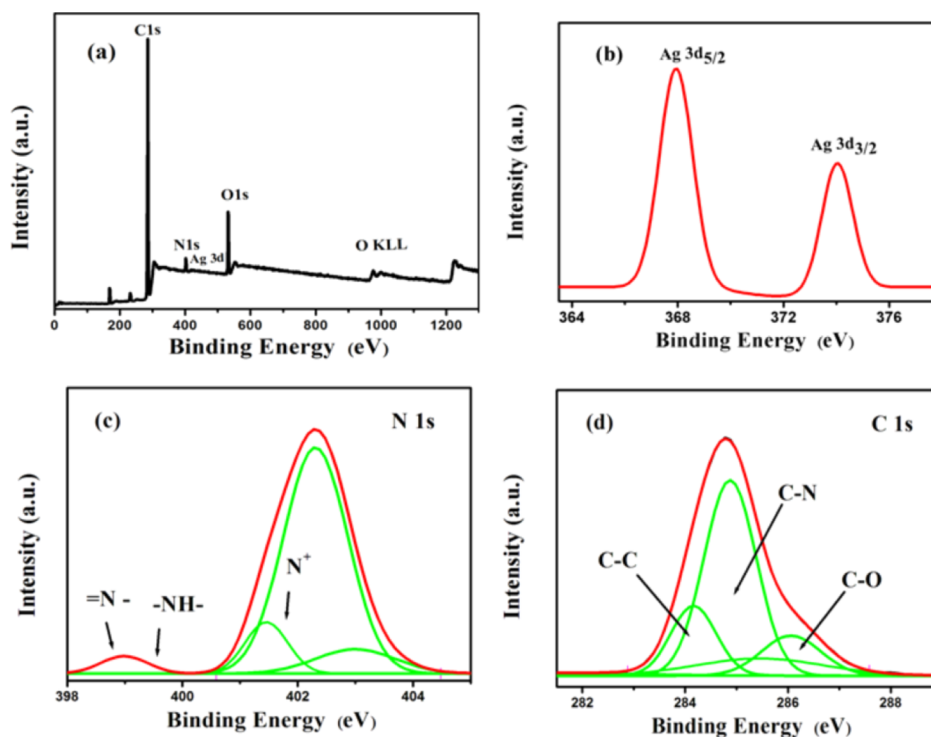 (a)
C1s
N1s
Ag 3d
O1s
O KLL
Intensity (a.u.)
0 200 400 600 800 1000 1200
Binding Energy (eV)
(b)
Ag 3d5/2
Ag 3d3/2
Intensity (a.u.)
364 368 372 376
Binding Energy (eV)
(c)
N 1s
=N -
-NH-
N+
Intensity (a.u.)
398 400 402 404
Binding Energy (eV)
(d)
C 1s
C-N
C-C
C-O
Intensity (a.u.)
282 284 286 288
Binding Energy (eV)